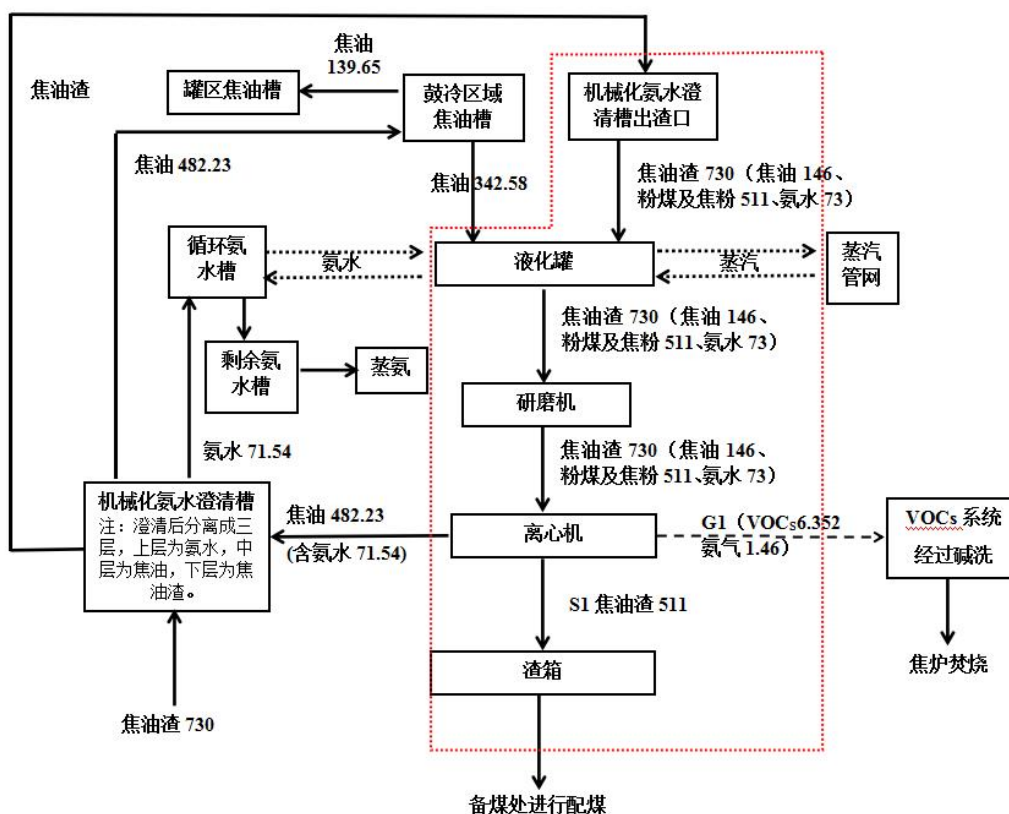 焦油
139.65
焦油渣
罐区焦油槽
鼓冷区域
焦油槽
机械化氨水澄
清槽出渣口
焦油 482.23
焦油 342.58
焦油渣 730（焦油 146、
粉煤及焦粉 511、氨水 73）
循环氨
水槽
氨水
液化罐
蒸汽
蒸汽
管网
焦油渣 730（焦油 146、
粉煤及焦粉 511、氨水 73）
剩余氨
水槽
蒸氨
研磨机
氨水 71.54
焦油渣 730（焦油 146、
粉煤及焦粉 511、氨水 73）
机械化氨水澄清槽
注：澄清后分离成三
层，上层为氨水，中
层为焦油，下层为焦
油渣。
焦油 482.23
(含氨水 71.54)
离心机
G1（VOCs6.352
氨气 1.46）
VOCs 系统
经过碱洗
S1 焦油渣 511
渣箱
焦炉焚烧
焦油渣 730
备煤处进行配煤